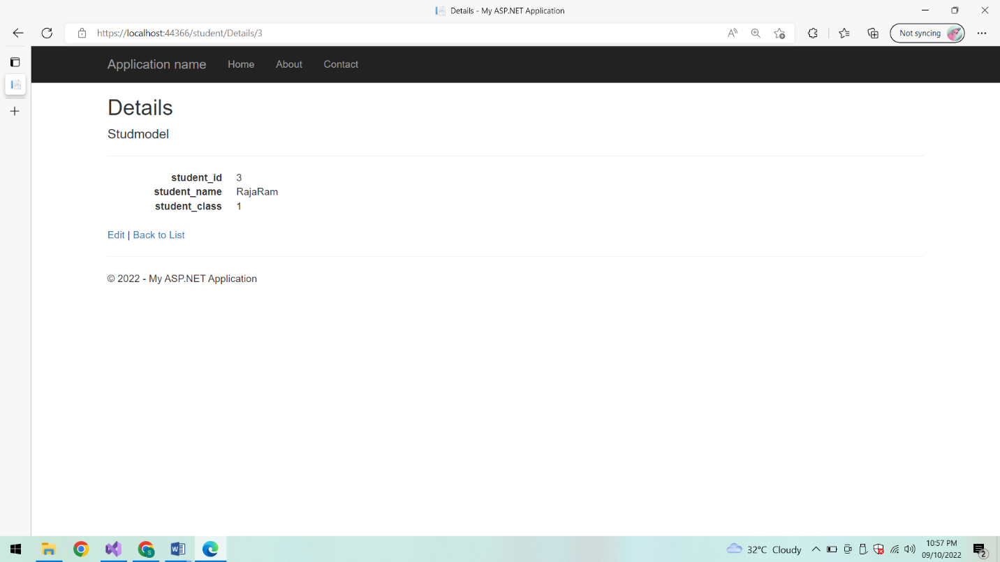 Details - My ASP.NET Application
https://localhost:44366/student/Details/3
Not syncing
Application name Home About Contact
Details
Studmodel
student_id 3
student_name RajaRam
student_class 1
Edit | Back to List
© 2022 - My ASP.NET Application
32°C Cloudy
10:57 PM
09/10/2022
2